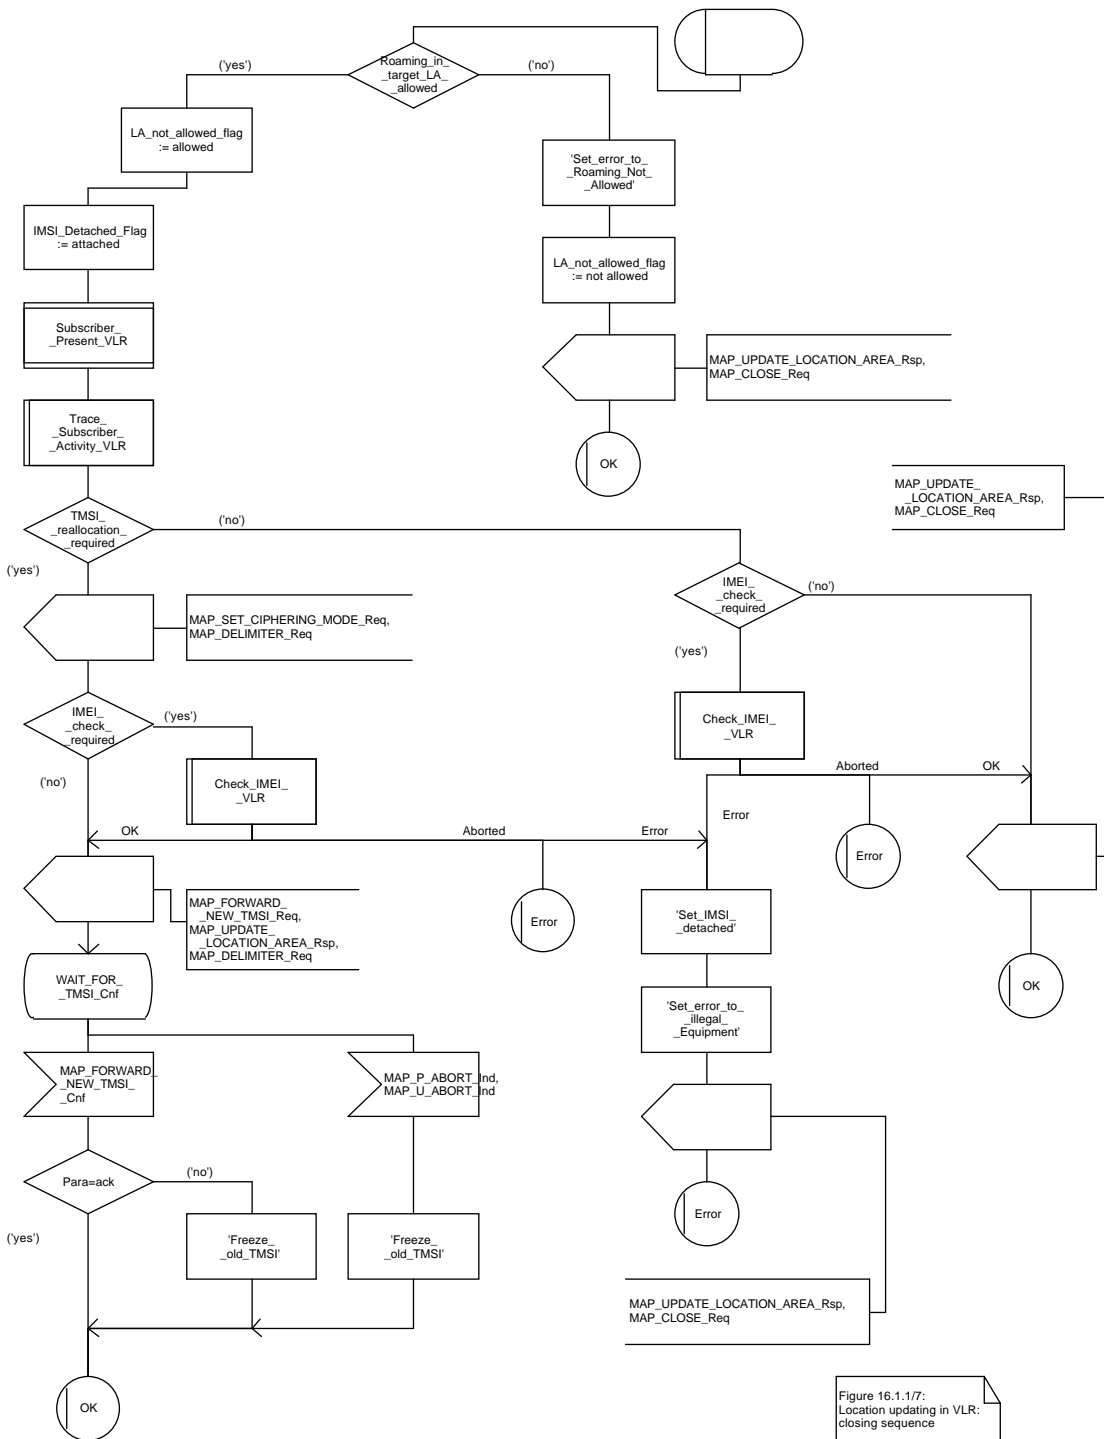 Roaming_in_
_target_LA_
_allowed
('yes')
('no')
LA_not_allowed_flag
:= allowed
'Set_error_to_
_Roaming_Not_
_Allowed'
IMSI_Detached_Flag
:= attached
LA_not_allowed_flag
:= not allowed
Subscriber_
_Present_VLR
MAP_UPDATE_LOCATION_AREA_Rsp,
MAP_CLOSE_Req
Trace_
_Subscriber_
_Activity_VLR
OK
MAP_UPDATE_
_LOCATION_AREA_Rsp,
MAP_CLOSE_Req
TMSI_
_reallocation_
_required
('no')
('yes')
IMEI_
_check_
_required
('no')
MAP_SET_CIPHERING_MODE_Req,
MAP_DELIMITER_Req
('yes')
IMEI_
_check_
_required
('yes')
Check_IMEI_
_VLR
('no')
Check_IMEI_
_VLR
Aborted
OK
Error
OK
Aborted
Error
Error
MAP_FORWARD_
_NEW_TMSI_Req,
MAP_UPDATE_
_LOCATION_AREA_Rsp,
MAP_DELIMITER_Req
Error
'Set_IMSI_
_detached'
WAIT_FOR_
_TMSI_Cnf
OK
'Set_error_to_
_illegal_
_Equipment'
MAP_FORWARD_
_NEW_TMSI_
_Cnf
MAP_P_ABORT_Ind,
MAP_U_ABORT_Ind
Para=ack
('no')
('yes')
Error
'Freeze_
_old_TMSI'
'Freeze_
_old_TMSI'
MAP_UPDATE_LOCATION_AREA_Rsp,
MAP_CLOSE_Req
OK
Figure 16.1.1/7:
Location updating in VLR:
closing sequence